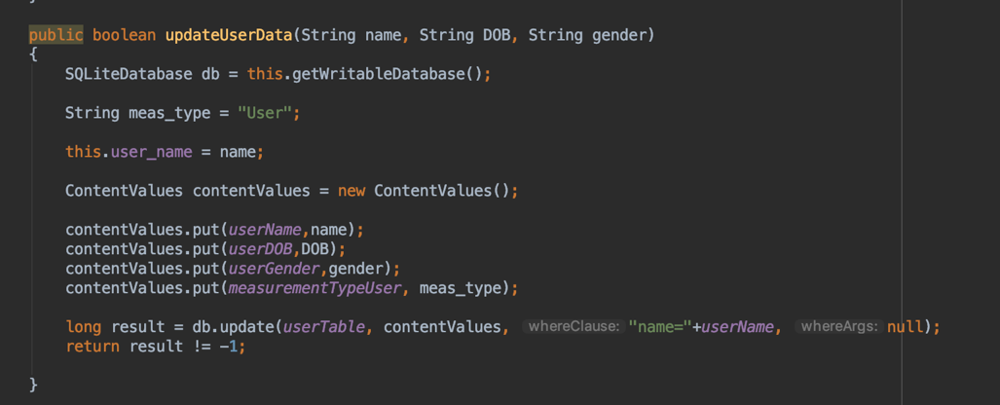 }
public boolean updateUserData(String name, String DOB, String gender)
{
SQLiteDatabase db = this.getWritableDatabase();
String meas_type = "User";
this.user_name = name;
ContentValues contentValues = new ContentValues();
contentValues.put(userName,name);
contentValues.put(userDOB,DOB);
contentValues.put(userGender,gender);
contentValues.put(measurementTypeUser, meas_type);
long result = db.update(userTable, contentValues, whereClause: "name="+userName, whereArgs: null);
return result != -1;
}